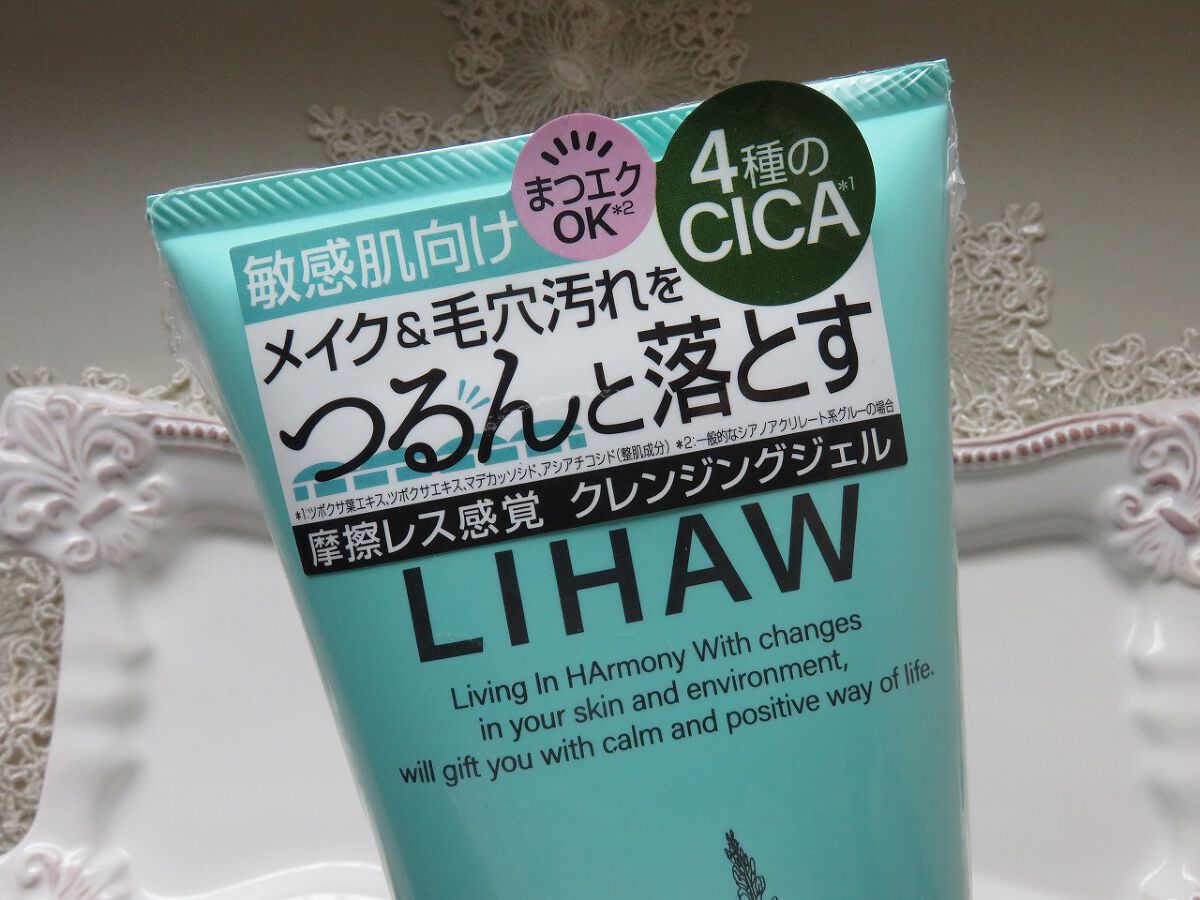 まつエク
OK*2
4種の
CICA*1
敏感肌向け
メイク&毛穴汚れを
つるんと落とす
*1:ツボクサ葉エキス、ツボクサエキス、マデカッソシド、アシアチコシド(整肌成分) *2:一般的なシアノアクリレート系グルーの場合
摩擦レス感覚 クレンジングジェル
LIHAW
Living In HArmony With changes
in your skin and environment,
will gift you with calm and positive way of life.